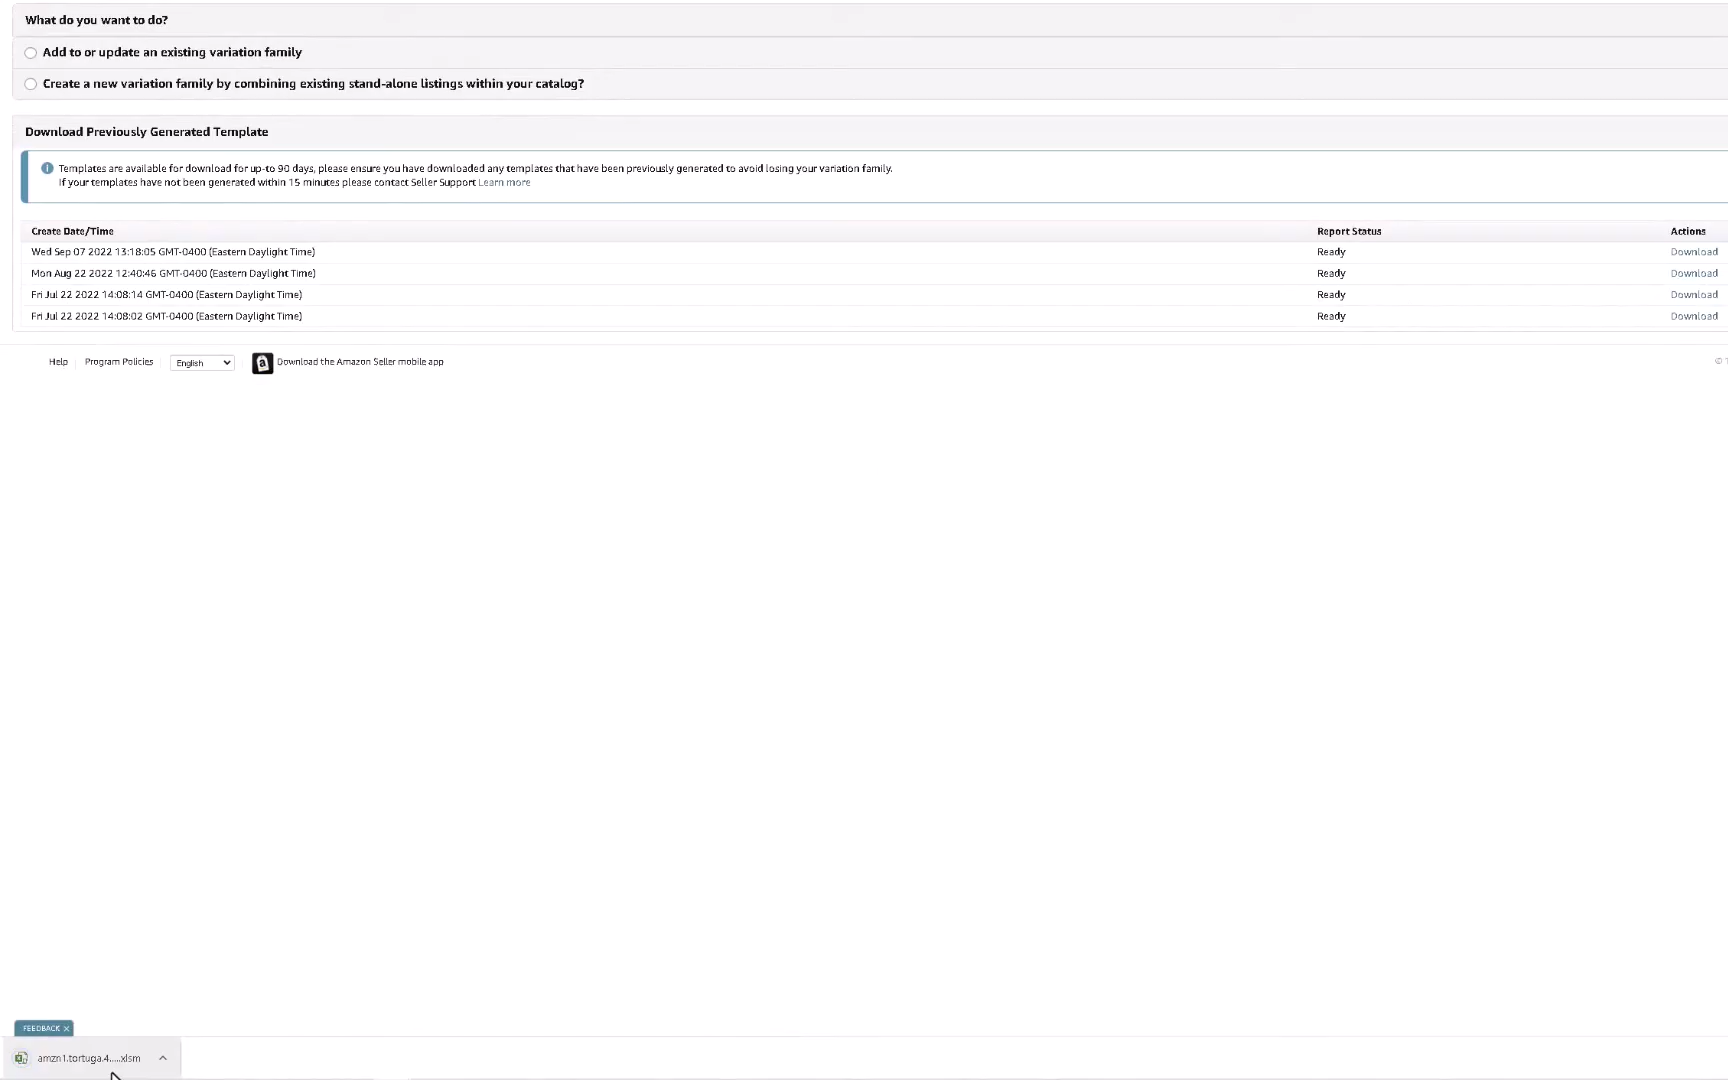 What do you want to do?
Add to or update an existing variation family
Create a new variation family by combining existing stand-alone listings within your catalog?
Download Previously Generated Template
Templates are available for download for up-to 90 days, please ensure you have downloaded any templates that have been previously generated to avoid losing your variation family.
If your templates have not been generated within 15 minutes please contact Seller Support Learn more
Create Date/Time Report Status Actions
Wed Sep 07 2022 13:18:05 GMT-0400 (Eastern Daylight Time) Ready Download
Mon Aug 22 2022 12:40:46 GMT-0400 (Eastern Daylight Time) Ready Download
Fri Jul 22 2022 14:08:14 GMT-0400 (Eastern Daylight Time) Ready Download
Fri Jul 22 2022 14:08:02 GMT-0400 (Eastern Daylight Time) Ready Download
Help Program Policies English Download the Amazon Seller mobile app ©
FEEDBACK
amzn1.tortuga.4.....xlsm